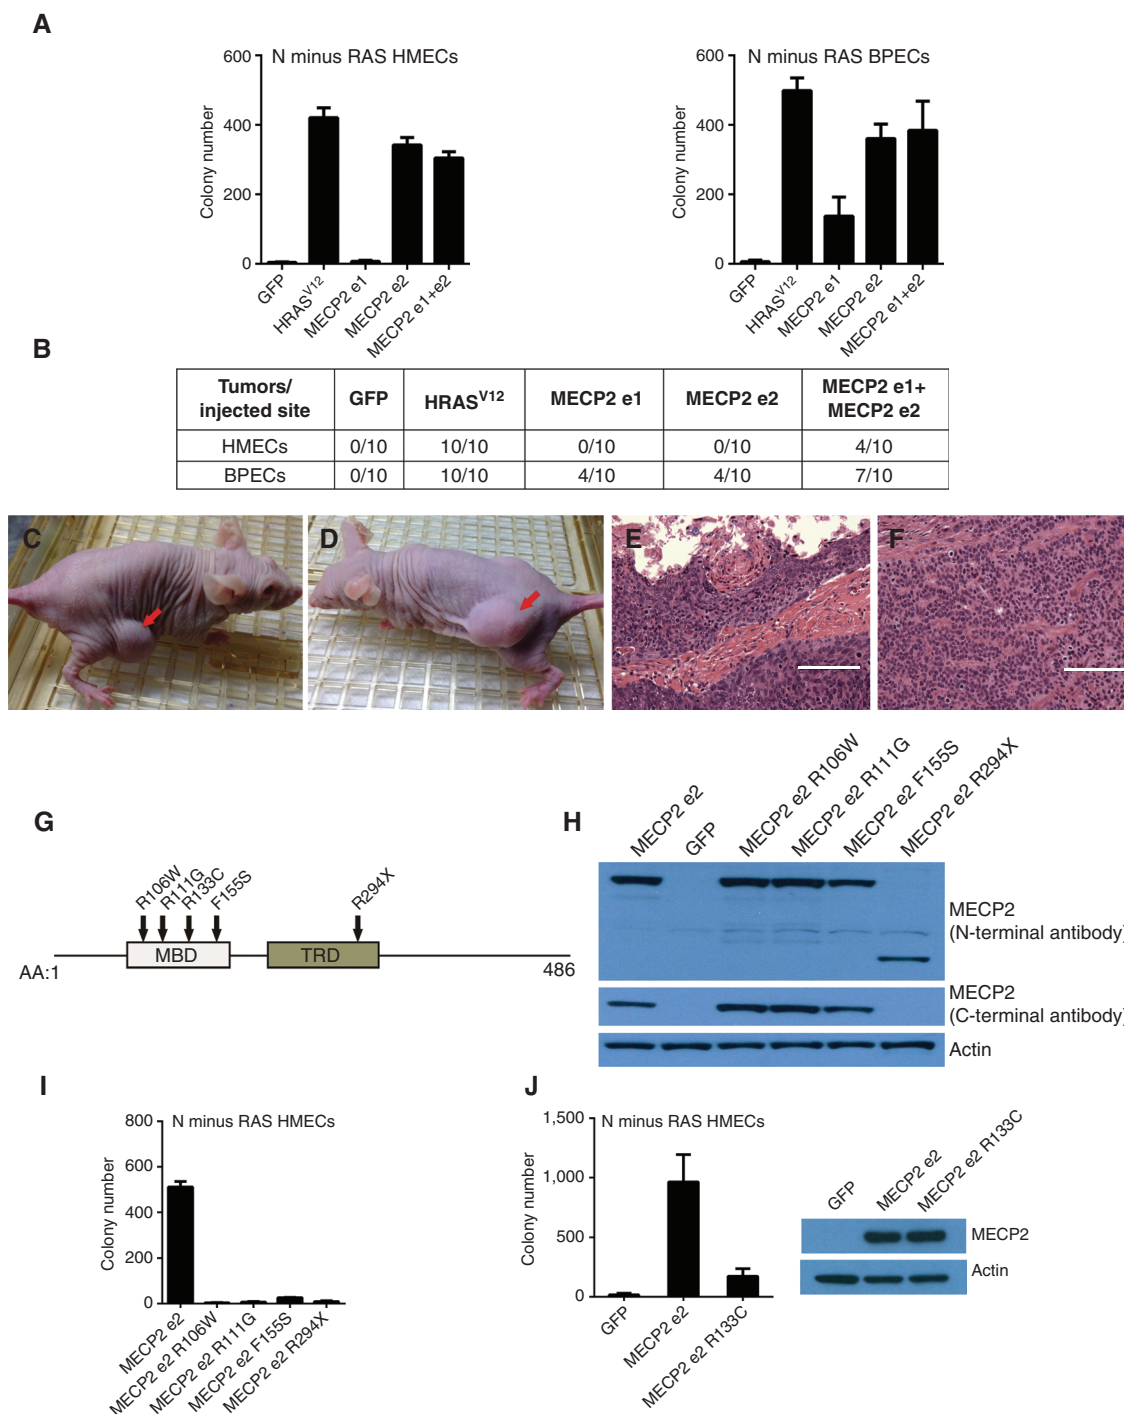 A
N minus RAS HMECs
Colony number
600
400
200
0
GFP
HRASV12
MECP2 e1
MECP2 e2
MECP2 e1+e2
N minus RAS BPECs
Colony number
600
400
200
0
GFP
HRASV12
MECP2 e1
MECP2 e2
MECP2 e1+e2
B
Tumors/ injected site GFP HRASV12 MECP2 e1 MECP2 e2 MECP2 e1+ MECP2 e2
HMECs 0/10 10/10 0/10 0/10 4/10
BPECs 0/10 10/10 4/10 4/10 7/10
C
D
E
F
G
R106W
R111G
R133C
F155S
R294X
MBD
TRD
AA:1
486
H
MECP2 e2
GFP
MECP2 e2 R106W
MECP2 e2 R111G
MECP2 e2 F155S
MECP2 e2 R294X
MECP2
(N-terminal antibody)
MECP2
(C-terminal antibody)
Actin
I
N minus RAS HMECs
Colony number
800
600
400
200
0
MECP2 e2
MECP2 e2 R106W
MECP2 e2 R111G
MECP2 e2 F155S
MECP2 e2 R294X
J
N minus RAS HMECs
Colony number
1,500
1,000
500
0
GFP
MECP2 e2
MECP2 e2 R133C
GFP
MECP2 e2
MECP2 e2 R133C
MECP2
Actin